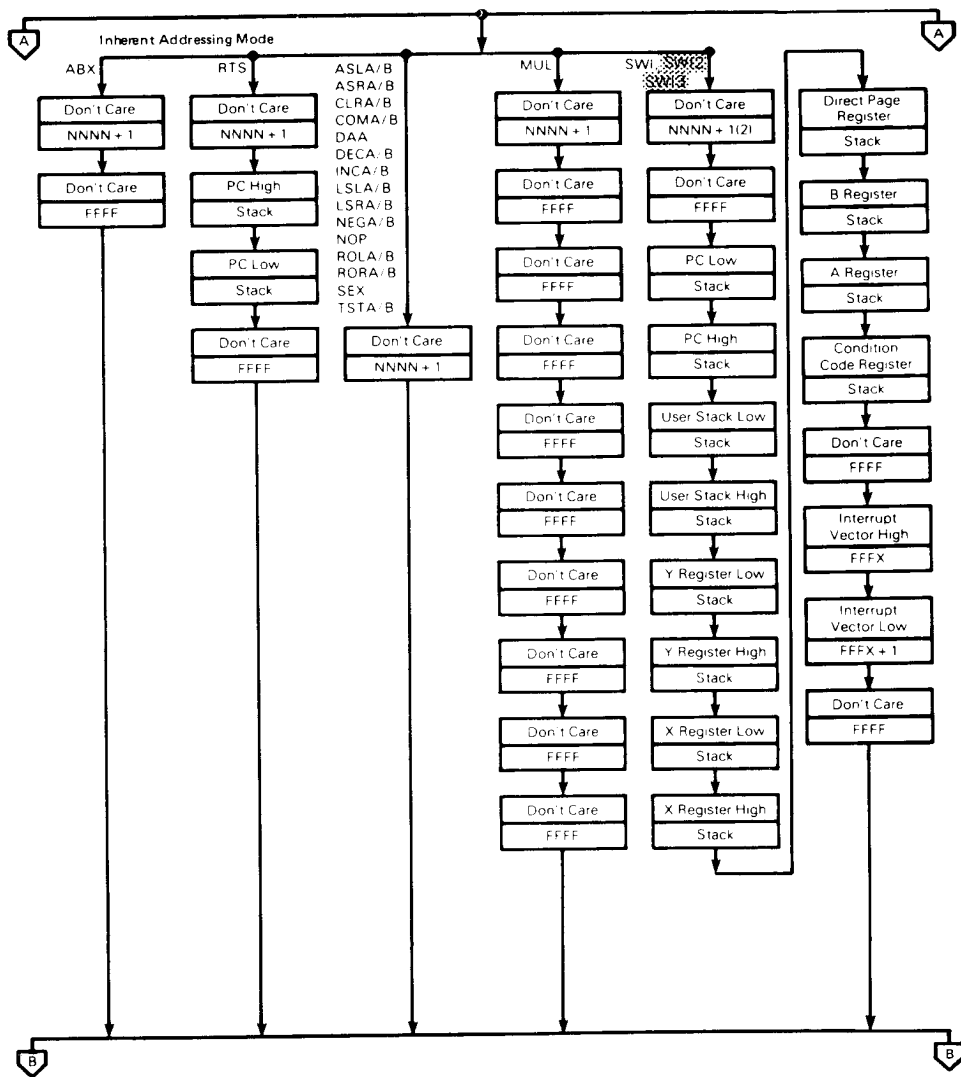 A
A
Inherent Addressing Mode
ABX
Don't Care
NNNN + 1
Don't Care
FFFF
RTS
Don't Care
NNNN + 1
PC High
Stack
PC Low
Stack
Don't Care
FFFF
ASLA/B
ASRA/B
CLRA/B
COMA/B
DAA
DECA/B
INCA/B
LSLA/B
LSRA/B
NEGA/B
NOP
ROLA/B
RORA/B
SEX
TSTA/B
Don't Care
NNNN + 1
MUL
Don't Care
NNNN + 1
Don't Care
FFFF
Don't Care
FFFF
Don't Care
FFFF
Don't Care
FFFF
Don't Care
FFFF
Don't Care
FFFF
Don't Care
FFFF
Don't Care
FFFF
Don't Care
FFFF
SWI, SWI2
SWI3
Don't Care
NNNN + 1(2)
Don't Care
FFFF
PC Low
Stack
PC High
Stack
User Stack Low
Stack
User Stack High
Stack
Y Register Low
Stack
Y Register High
Stack
X Register Low
Stack
X Register High
Stack
Direct Page
Register
Stack
B Register
Stack
A Register
Stack
Condition
Code Register
Stack
Don't Care
FFFF
Interrupt
Vector High
FFFX
Interrupt
Vector Low
FFFX + 1
Don't Care
FFFF
B
B